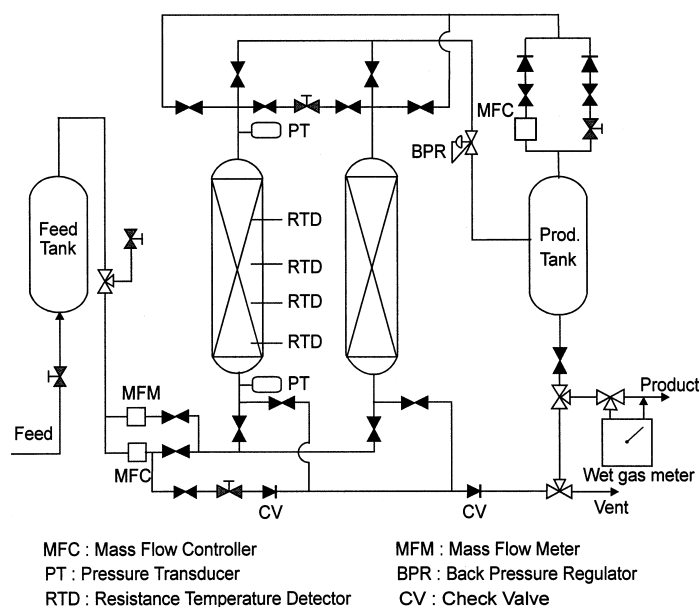 MFC
PT
BPR
Feed
Tank
RTD
Prod.
Tank
RTD
RTD
RTD
MFM
PT
Product
Feed
MFC
Wet gas meter
CV
CV
Vent
MFC : Mass Flow Controller
MFM : Mass Flow Meter
PT : Pressure Transducer
BPR : Back Pressure Regulator
RTD : Resistance Temperature Detector
CV : Check Valve